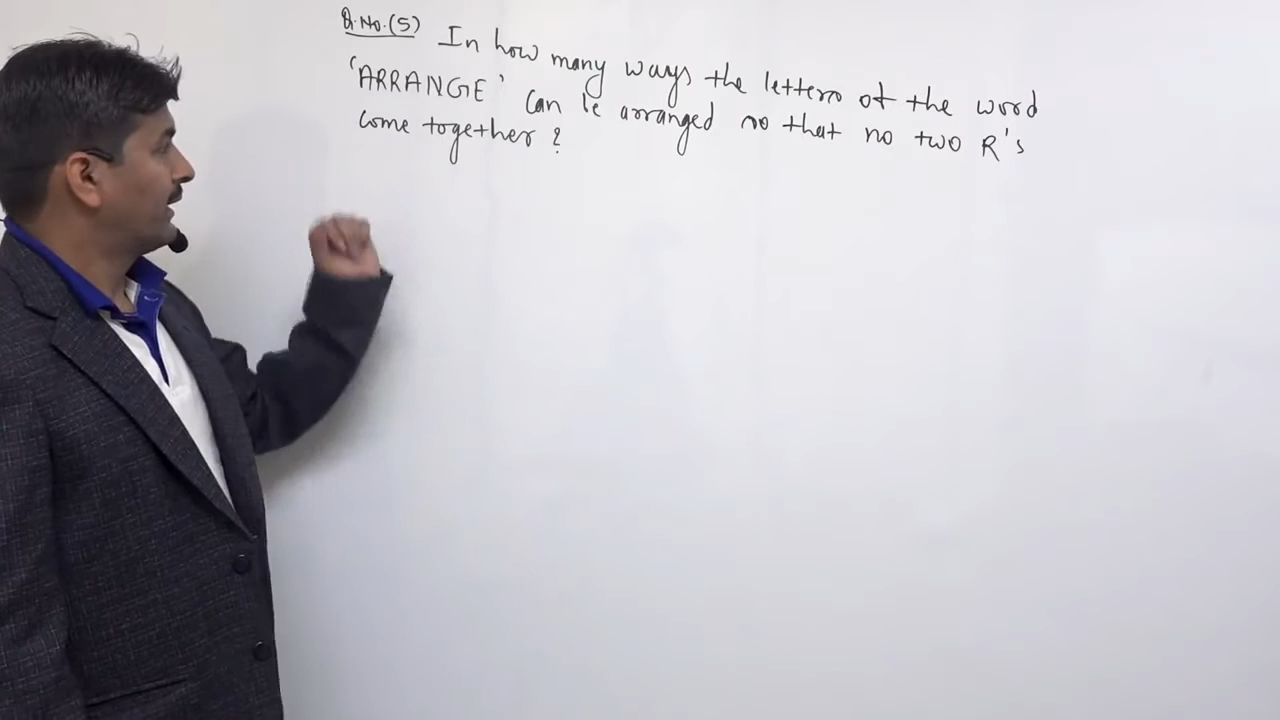 Q.No.(5) In how many ways the letters of the word
'ARRANGE' can be arranged so that no two R's
come together ?